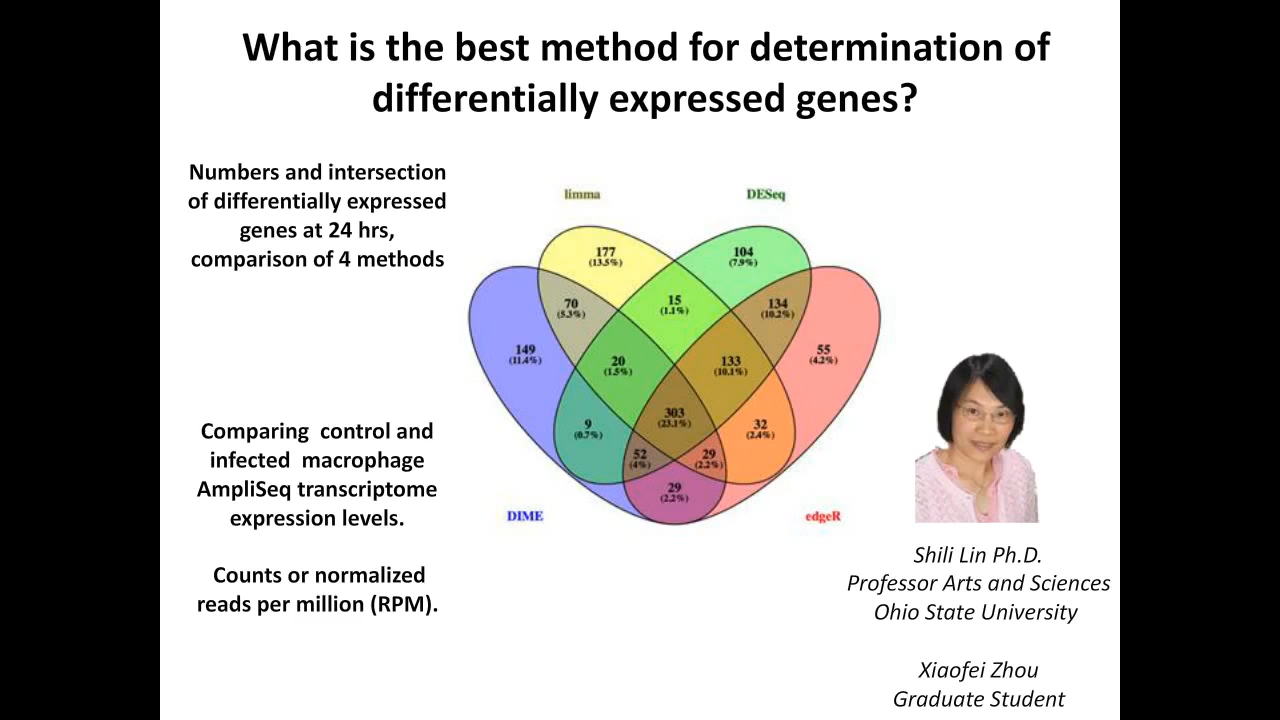 What is the best method for determination of
differentially expressed genes?
Numbers and intersection
of differentially expressed
genes at 24 hrs,
comparison of 4 methods
Comparing  control and
infected  macrophage
AmpliSeq transcriptome
expression levels.
Counts or normalized
reads per million (RPM).
limma
DESeq
177
(13.5%)
104
(7.9%)
70
(5.3%)
15
(1.1%)
134
(10.2%)
149
(11.4%)
20
(1.5%)
133
(10.1%)
55
(4.2%)
303
(23.1%)
9
(0.7%)
32
(2.4%)
52
(4%)
29
(2.2%)
29
(2.2%)
DIME
edgeR
Shili Lin Ph.D.
Professor Arts and Sciences
Ohio State University
Xiaofei Zhou
Graduate Student